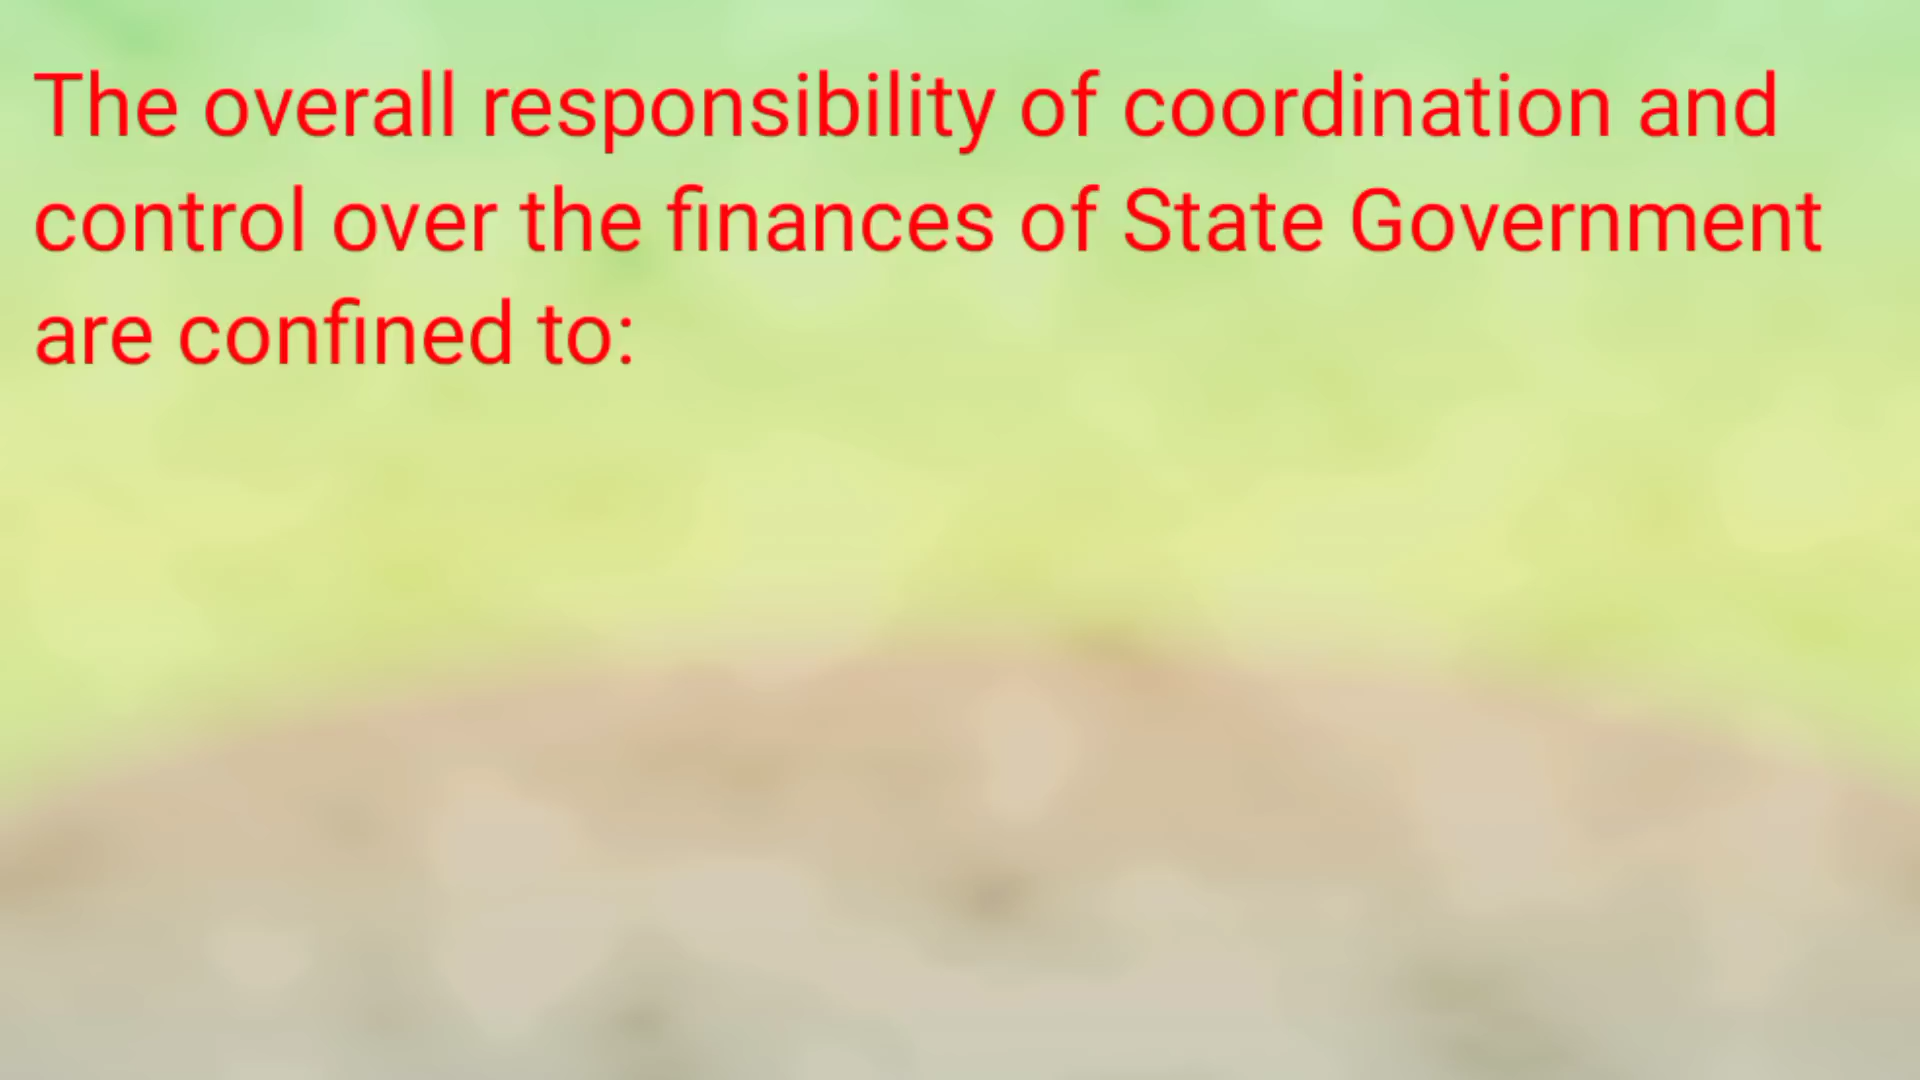 The overall responsibility of coordination and
control over the finances of State Government
are confined to: